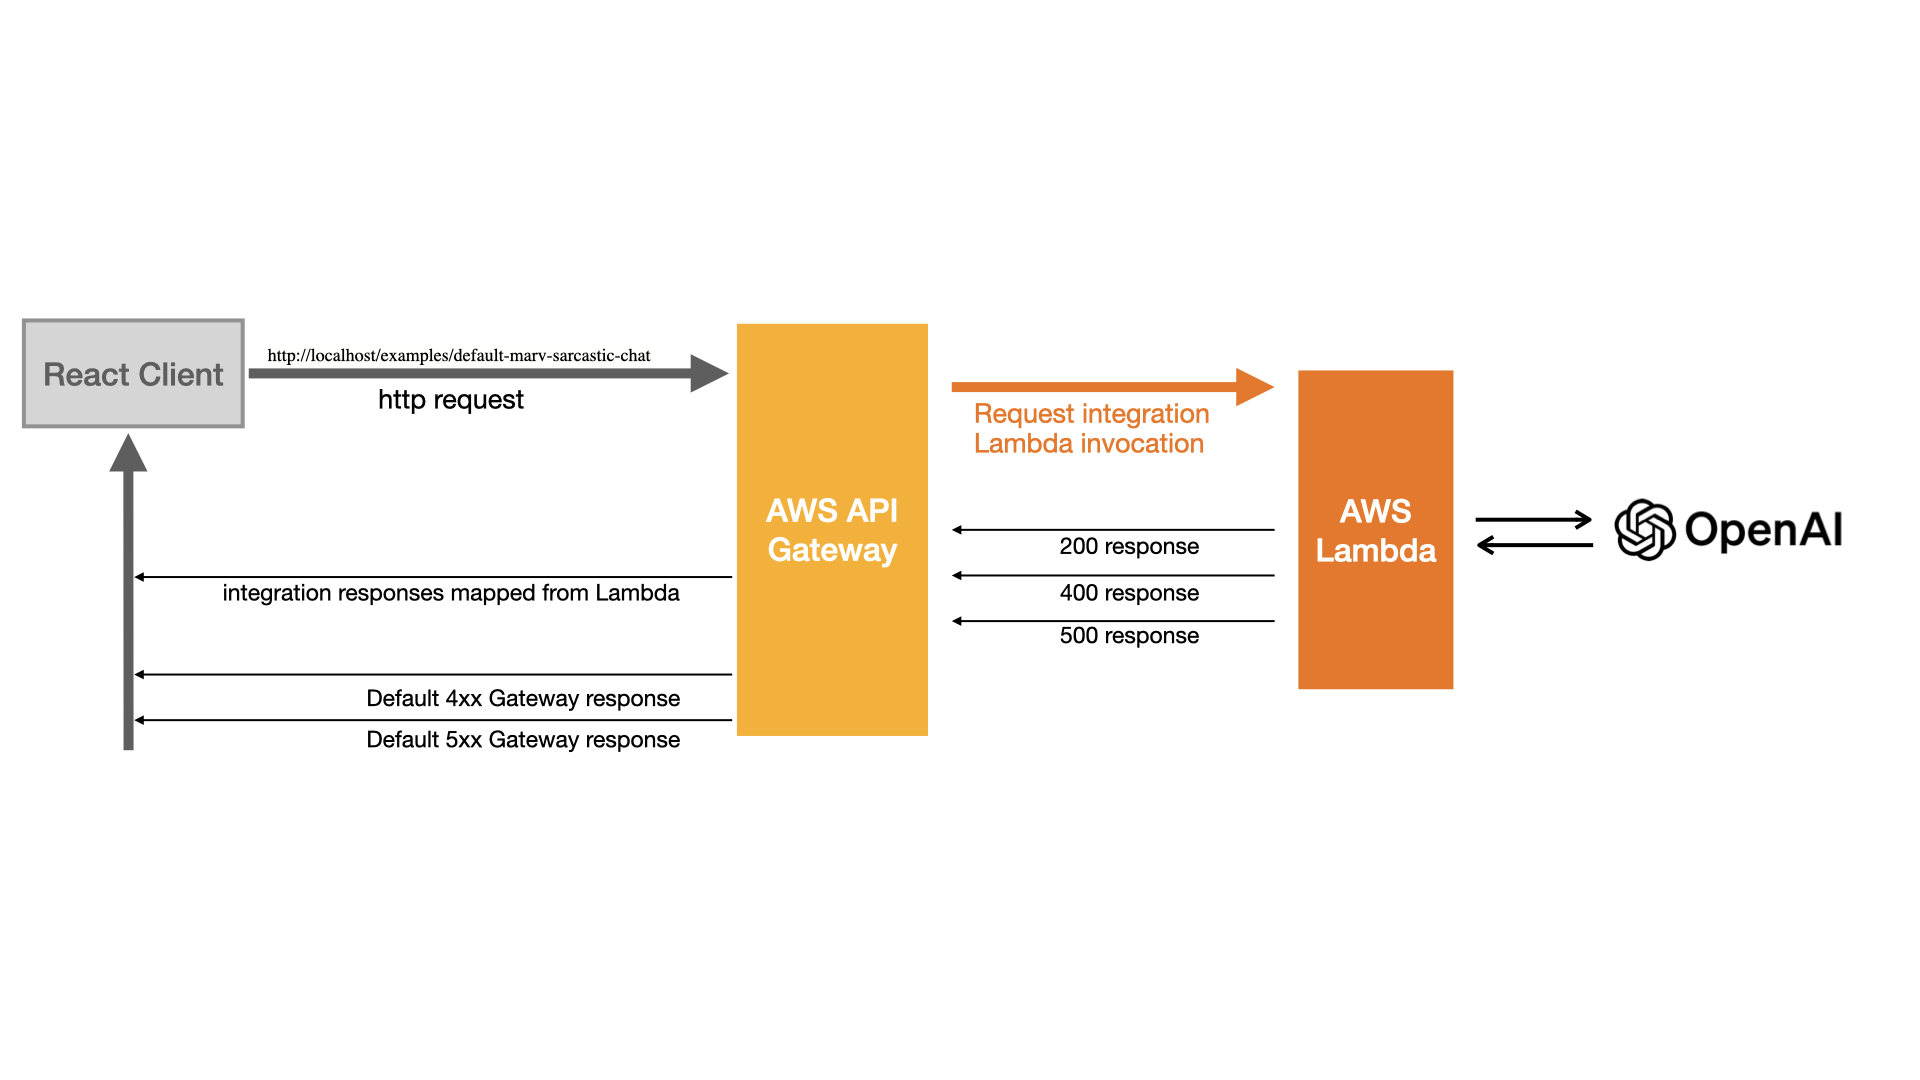 React Client
http://localhost/examples/default-marv-sarcastic-chat
http request
AWS API
Gateway
Request integration
Lambda invocation
AWS
Lambda
200 response
400 response
500 response
OpenAI
integration responses mapped from Lambda
Default 4xx Gateway response
Default 5xx Gateway response